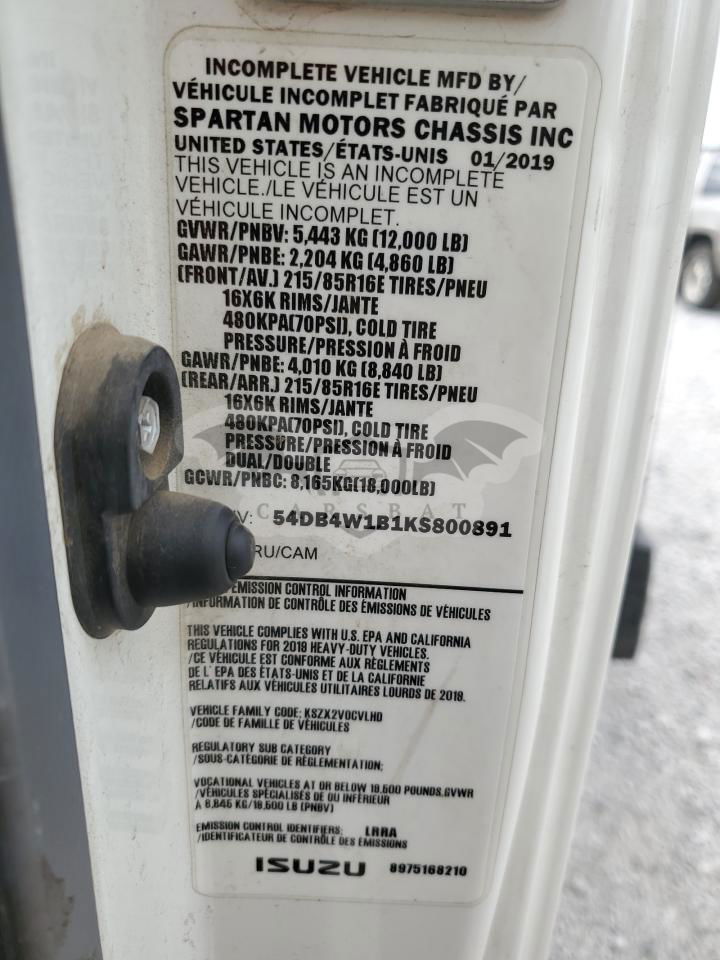 INCOMPLETE VEHICLE MFD BY/
VÉHICULE INCOMPLET FABRIQUÉ PAR
SPARTAN MOTORS CHASSIS INC
UNITED STATES/ÉTATS-UNIS 01/2019
THIS VEHICLE IS AN INCOMPLETE
VEHICLE./LE VÉHICULE EST UN
VÉHICULE INCOMPLET.
GVWR/PNBV: 5,443 KG (12,000 LB)
GAWR/PNBE: 2,204 KG (4,860 LB)
(FRONT/AV.) 215/85R16E TIRES/PNEU
16X6K RIMS/JANTE
480KPA(70PSI), COLD TIRE
PRESSURE/PRESSION À FROID
GAWR/PNBE: 4,010 KG (8,840 LB)
(REAR/ARR.) 215/85R16E TIRES/PNEU
16X6K RIMS/JANTE
480KPA(70PSI), COLD TIRE
PRESSURE/PRESSION À FROID
DUAL/DOUBLE
GCWR/PNBC: 8,165KG(18,000LB)
CARSBAT
V: 54DB4W1B1KS800891
RU/CAM
EMISSION CONTROL INFORMATION
/INFORMATION DE CONTRÔLE DES ÉMISSIONS DE VÉHICULES
THIS VEHICLE COMPLIES WITH U.S. EPA AND CALIFORNIA
REGULATIONS FOR 2019 HEAVY-DUTY VEHICLES.
/CE VÉHICULE EST CONFORME AUX RÈGLEMENTS
DE L'EPA DES ÉTATS-UNIS ET DE LA CALIFORNIE
RELATIFS AUX VÉHICULES UTILITAIRES LOURDS DE 2019.
VEHICLE FAMILY CODE: KSZX2VOCVLHD
/CODE DE FAMILLE DE VÉHICULES
REGULATORY SUB CATEGORY
/SOUS-CATÉGORIE DE RÉGLEMENTATION:
VOCATIONAL VEHICLES AT OR BELOW 19,500 POUNDS.GVWR
/VÉHICULES SPÉCIALISÉS DE OU INFÉRIEUR
À 8,845 KG/19,500 LB (PNBV)
EMISSION CONTROL IDENTIFIERS: LRRA
/IDENTIFICATEUR DE CONTRÔLE DES ÉMISSIONS
ISUZU 8975168210